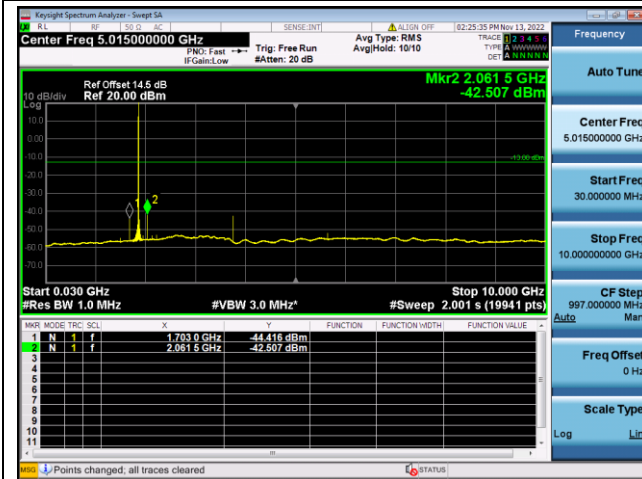 Keysight Spectrum Analyzer - Swept SA
RL RF 50 Ω AC SENSE:INT ALIGN OFF 02:25:35 PM Nov 13, 2022
Center Freq 5.015000000 GHz
PNO: Fast
IFGain:Low
Trig: Free Run
#Atten: 20 dB
Avg Type: RMS
Avg|Hold: 10/10
TRACE 1 2 3 4 5
TYPE A WWWWW
DET A N N N N N
Mkr2 2.061 5 GHz
-42.507 dBm
Ref Offset 14.5 dB
10 dB/div Ref 20.00 dBm
Log
10.0
0.00
-10.0
-20.0
-30.0
-40.0
-50.0
-60.0
-70.0
-13.00 dBm
1
2
Start 0.030 GHz Stop 10.000 GHz
#Res BW 1.0 MHz #VBW 3.0 MHz* #Sweep 2.001 s (19941 pts)
MKR MODE TRC SCL X Y FUNCTION FUNCTION WIDTH FUNCTION VALUE
1 N 1 f 1.703 0 GHz -44.416 dBm
2 N 1 f 2.061 5 GHz -42.507 dBm
3
4
5
6
7
8
9
10
11
MSG Points changed; all traces cleared STATUS
Frequency
Auto Tune
Center Freq
5.015000000 GHz
Start Freq
30.000000 MHz
Stop Freq
10.000000000 GHz
CF Step
997.000000 MHz
Auto Man
Freq Offset
0 Hz
Scale Type
Log Lin